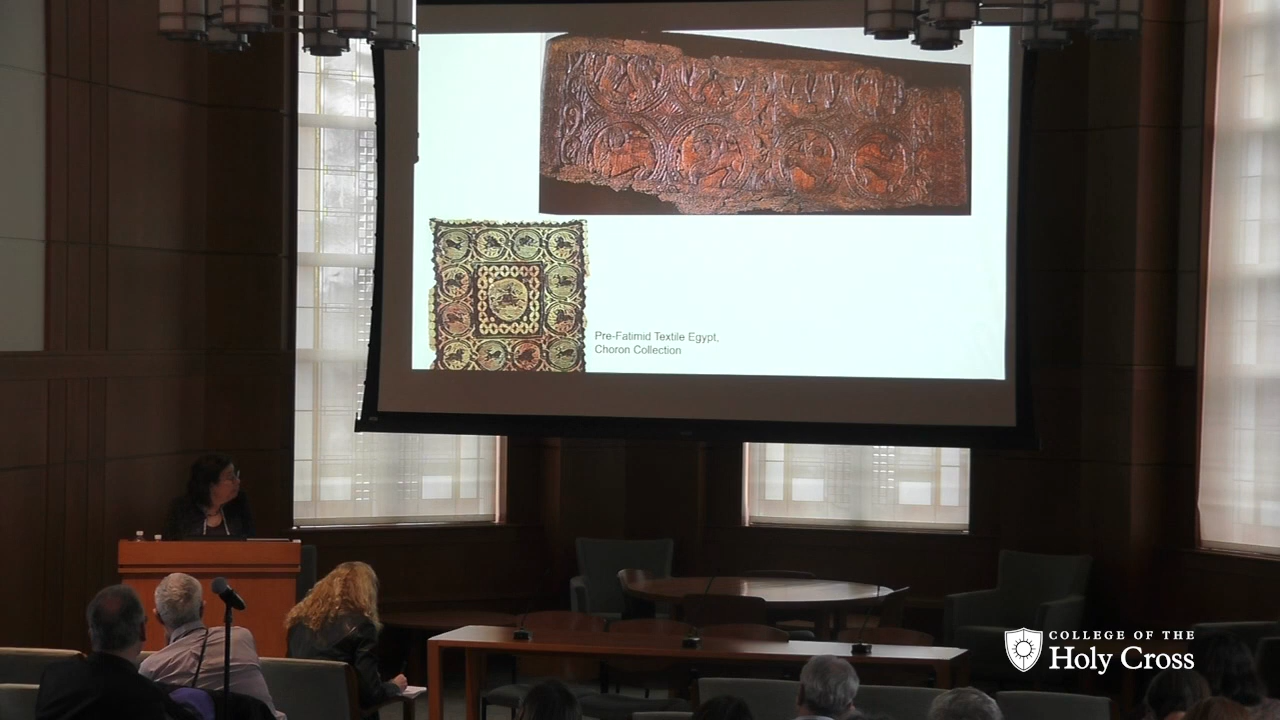 Pre-Fatimid Textile Egypt,
Choron Collection
COLLEGE OF THE
Holy Cross